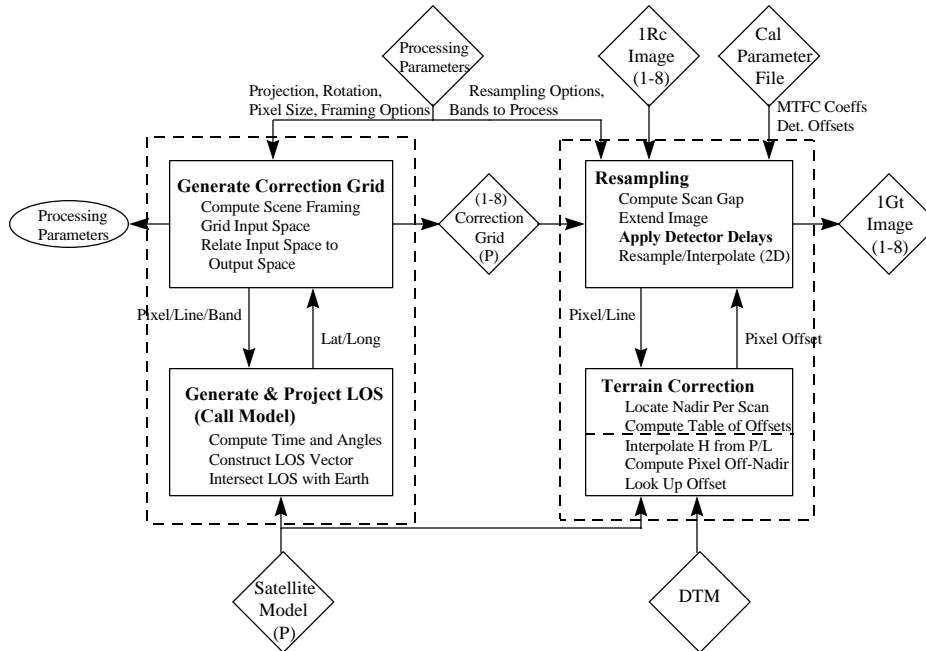 Processing
Parameters
1Rc
Image
(1-8)
Cal
Parameter
File
Projection, Rotation,
Pixel Size, Framing Options
Resampling Options,
Bands to Process
MTFC Coeffs
Det. Offsets
Generate Correction Grid
Compute Scene Framing
Grid Input Space
Relate Input Space to
Output Space
Processing
Parameters
(1-8)
Correction
Grid
(P)
Resampling
Compute Scan Gap
Extend Image
Apply Detector Delays
Resample/Interpolate (2D)
1Gt
Image
(1-8)
Pixel/Line/Band
Lat/Long
Pixel/Line
Pixel Offset
Generate & Project LOS
(Call Model)
Compute Time and Angles
Construct LOS Vector
Intersect LOS with Earth
Terrain Correction
Locate Nadir Per Scan
Compute Table of Offsets
Interpolate H from P/L
Compute Pixel Off-Nadir
Look Up Offset
Satellite
Model
(P)
DTM